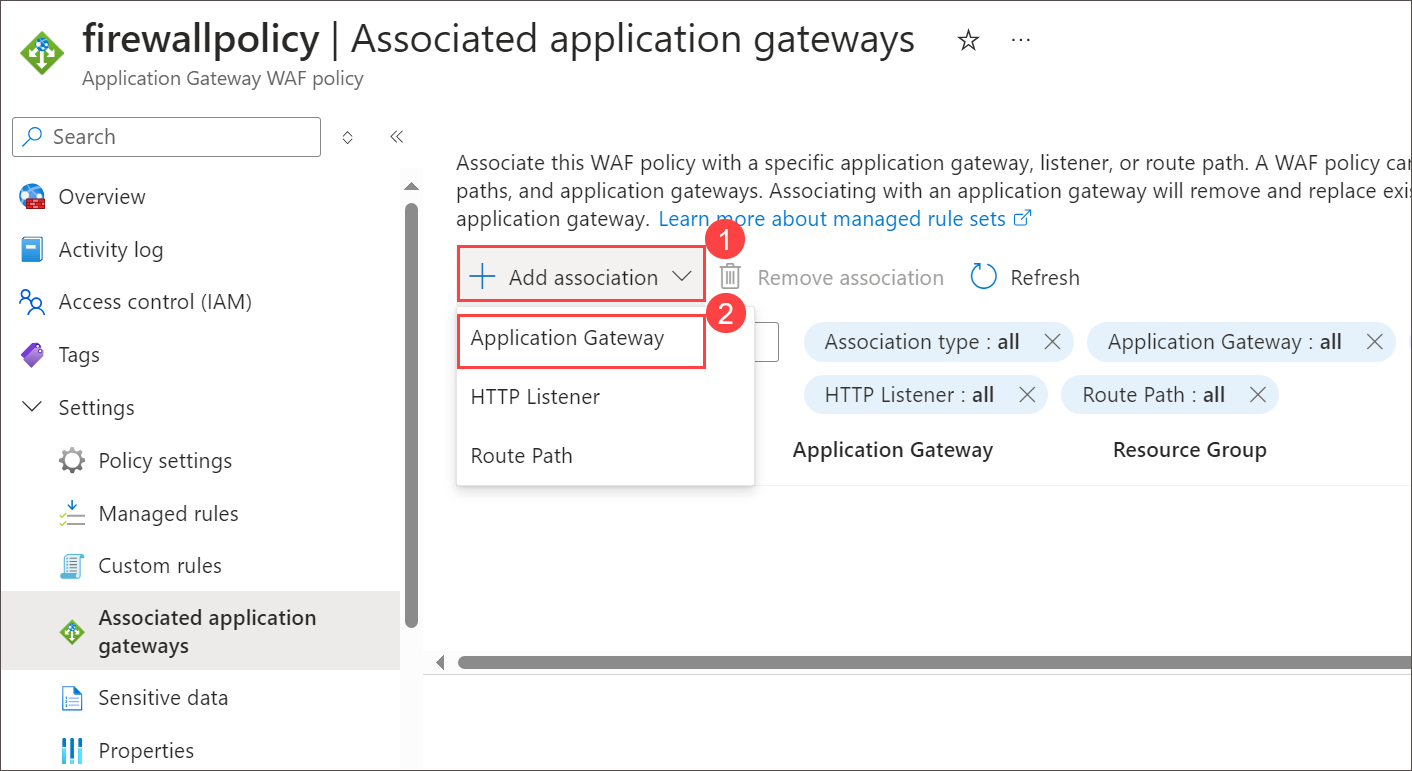 firewallpolicy | Associated application gateways
Application Gateway WAF policy
Search
Overview
Activity log
Access control (IAM)
Tags
Settings
Policy settings
Managed rules
Custom rules
Associated application
gateways
Sensitive data
Properties
Associate this WAF policy with a specific application gateway, listener, or route path. A WAF policy can
paths, and application gateways. Associating with an application gateway will remove and replace
application gateway. Learn more about managed rule sets
1
Add association
Remove association
Refresh
2
Application Gateway
HTTP Listener
Route Path
Association type : all
Application Gateway : all
HTTP Listener : all
Route Path : all
Application Gateway
Resource Group